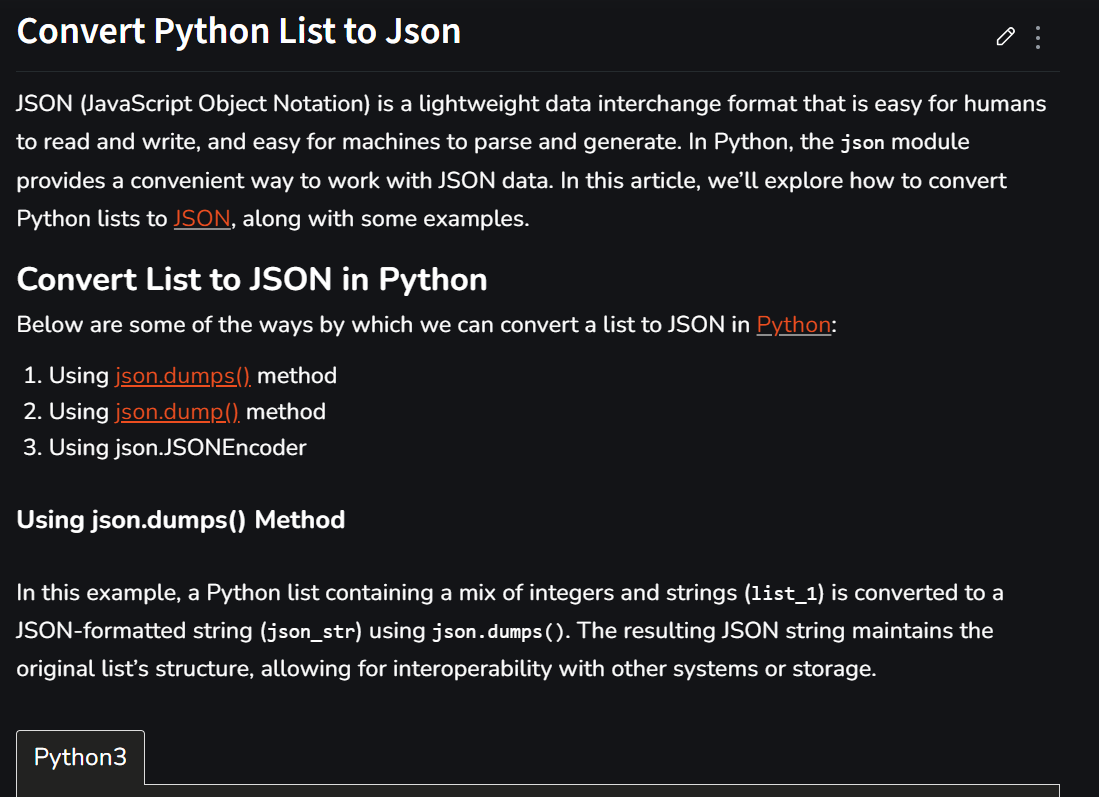 Convert Python List to Json
JSON (JavaScript Object Notation) is a lightweight data interchange format that is easy for humans
to read and write, and easy for machines to parse and generate. In Python, the json module
provides a convenient way to work with JSON data. In this article, we’ll explore how to convert
Python lists to JSON, along with some examples.
Convert List to JSON in Python
Below are some of the ways by which we can convert a list to JSON in Python:
1. Using json.dumps() method
2. Using json.dump() method
3. Using json.JSONEncoder
Using json.dumps() Method
In this example, a Python list containing a mix of integers and strings (list_1) is converted to a
JSON-formatted string (json_str) using json.dumps(). The resulting JSON string maintains the
original list’s structure, allowing for interoperability with other systems or storage.
Python3